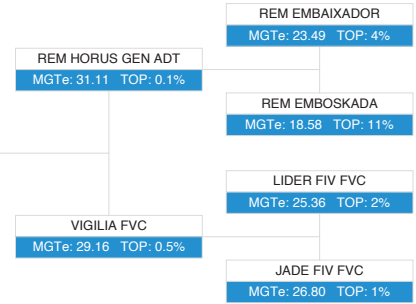 REM EMBAIXADOR
MGTe: 23.49 TOP: 4%
REM HORUS GEN ADT
MGTe: 31.11 TOP: 0.1%
REM EMBOSKADA
MGTe: 18.58 TOP: 11%
LIDER FIV FVC
MGTe: 25.36 TOP: 2%
VIGILIA FVC
MGTe: 29.16 TOP: 0.5%
JADE FIV FVC
MGTe: 26.80 TOP: 1%